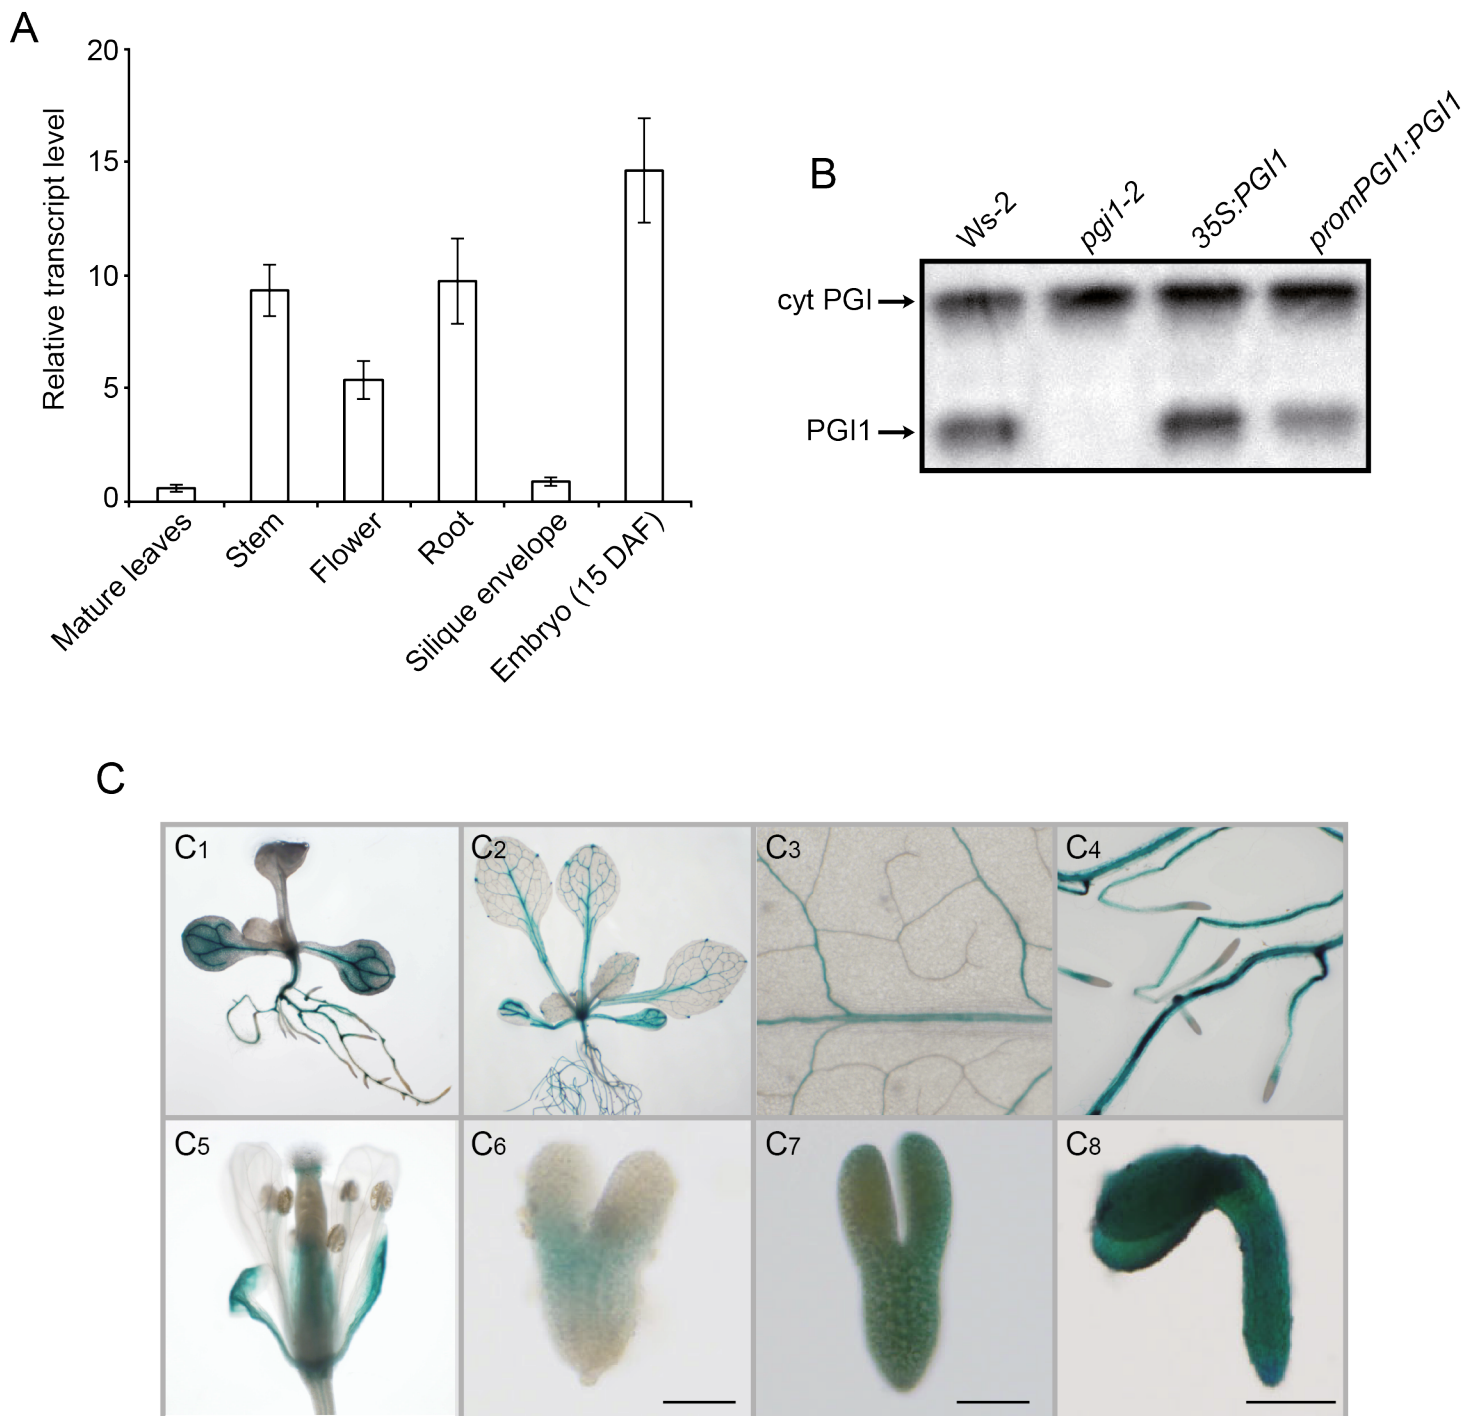 A
20
15
10
5
0
Relative transcript level
Mature leaves
Stem
Flower
Root
Silique envelope
Embryo (15 DAF)
B
Ws-2
pgi1-2
35S:PGI1
promPGI1:PGI1
cyt PGI
PGI1
C
C1
C2
C3
C4
C5
C6
C7
C8